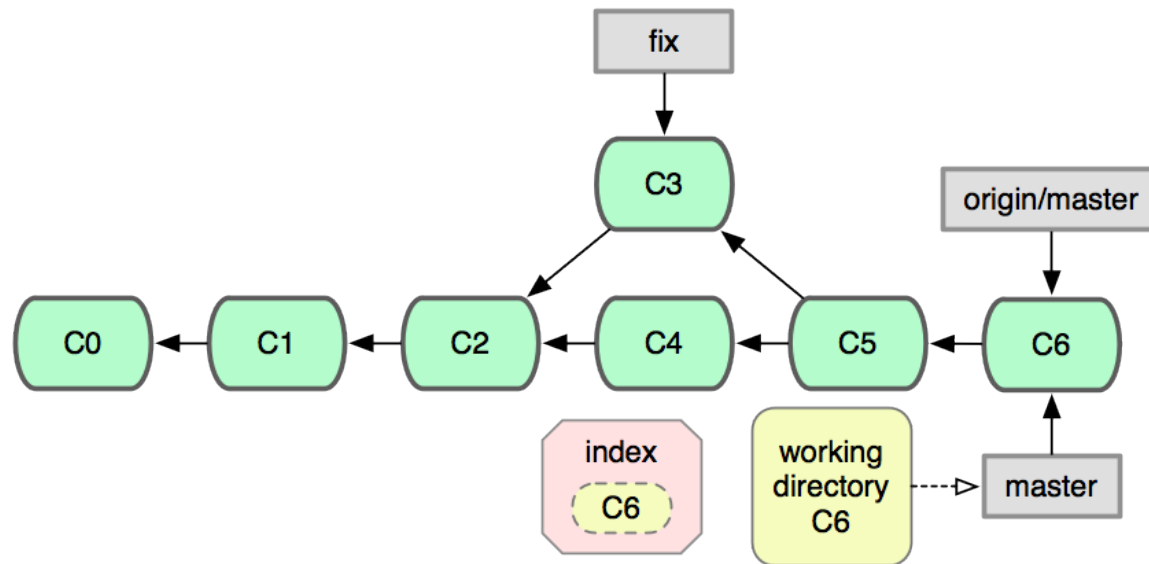 fix
C3
origin/master
C0
C1
C2
C4
C5
C6
index
C6
working
directory
C6
master